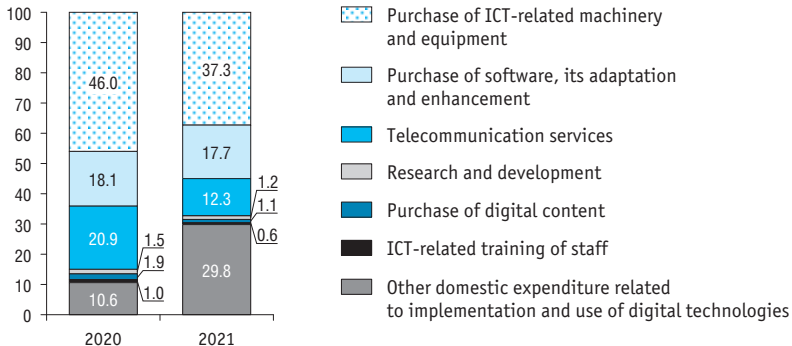 100
90
80
70
60
50
40
30
20
10
0
46.0
18.1
20.9
1.5
1.9
1.0
10.6
2020
37.3
17.7
12.3
1.2
1.1
0.6
29.8
2021
Purchase of ICT-related machinery
and equipment
Purchase of software, its adaptation
and enhancement
Telecommunication services
Research and development
Purchase of digital content
ICT-related training of staff
Other domestic expenditure related
to implementation and use of digital technologies